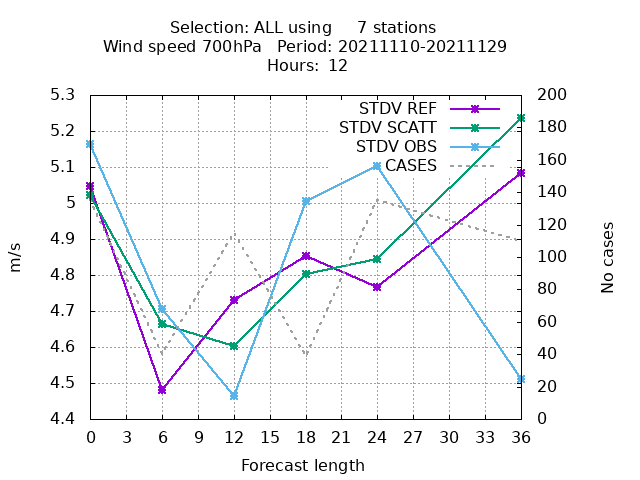 Selection: ALL using     7 stations
Wind speed 700hPa   Period: 20211110-20211129
Hours:  12
STDV REF
STDV SCATT
STDV OBS
CASES
5.3
5.2
5.1
5
4.9
4.8
4.7
4.6
4.5
4.4
m/s
200
180
160
140
120
100
80
60
40
20
0
No cases
0 3 6 9 12 15 18 21 24 27 30 33 36
Forecast length